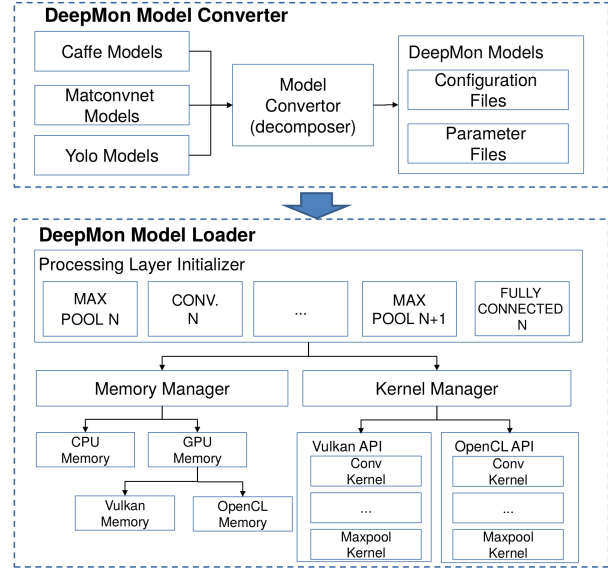 DeepMon Model Converter
Caffe Models
Matconvnet
Models
Yolo Models
Model
Convertor
(decomposer)
DeepMon Models
Configuration
Files
Parameter
Files
DeepMon Model Loader
Processing Layer Initializer
MAX
POOL N
CONV.
N
...
MAX
POOL N+1
FULLY
CONNECTED
N
Memory Manager
Kernel Manager
CPU
Memory
GPU
Memory
Vulkan
Memory
OpenCL
Memory
Vulkan API
Conv
Kernel
...
Maxpool
Kernel
OpenCL API
Conv
Kernel
...
Maxpool
Kernel